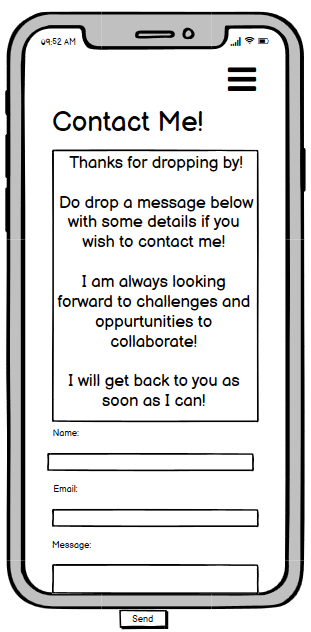 09:52 AM
Contact Me!
Thanks for dropping by!
Do drop a message below
with some details if you
wish to contact me!
I am always looking
forward to challenges and
oppurtunities to
collaborate!
I will get back to you as
soon as I can!
Name:
Email:
Message:
Send